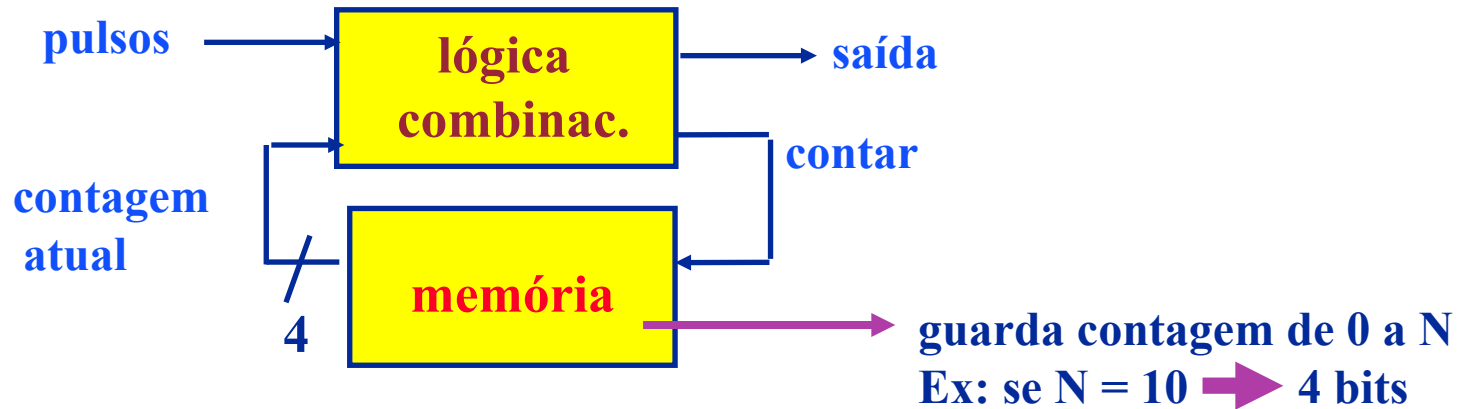 pulsos
lógica
combinac.
saída
contar
contagem
atual
4
memória
guarda contagem de 0 a N
Ex: se N = 10 4 bits